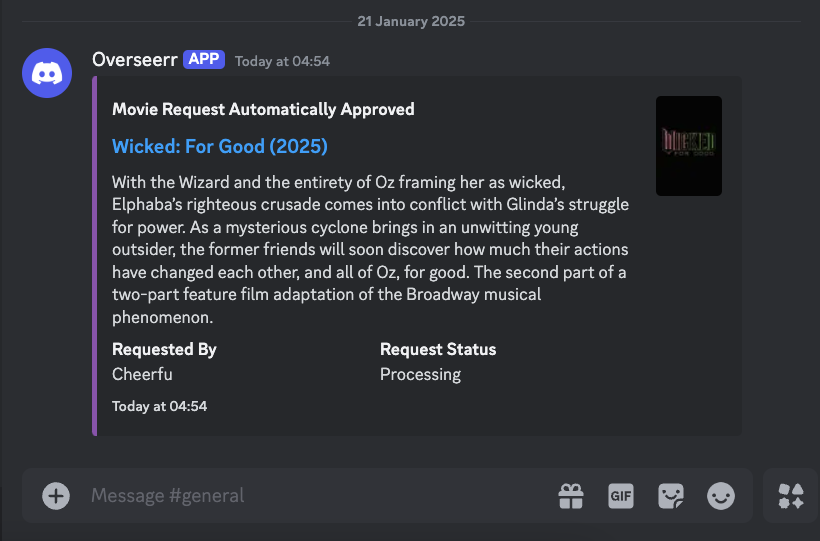 21 January 2025
Overseerr APP Today at 04:54
Movie Request Automatically Approved
Wicked: For Good (2025)
WICKED
FOR GOOD
With the Wizard and the entirety of Oz framing her as wicked,
Elphaba's righteous crusade comes into conflict with Glinda's struggle
for power. As a mysterious cyclone brings in an unwitting young
outsider, the former friends will soon discover how much their actions
have changed each other, and all of Oz, for good. The second part of a
two-part feature film adaptation of the Broadway musical
phenomenon.
Requested By Request Status
Cheerfu Processing
Today at 04:54
Message #general GIF